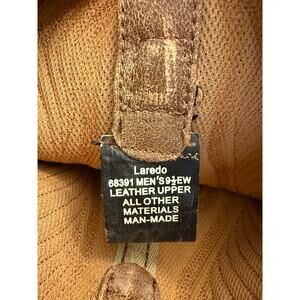 Laredo
68391 MEN'S 9½EW
LEATHER UPPER
ALL OTHER
MATERIALS
MAN-MADE